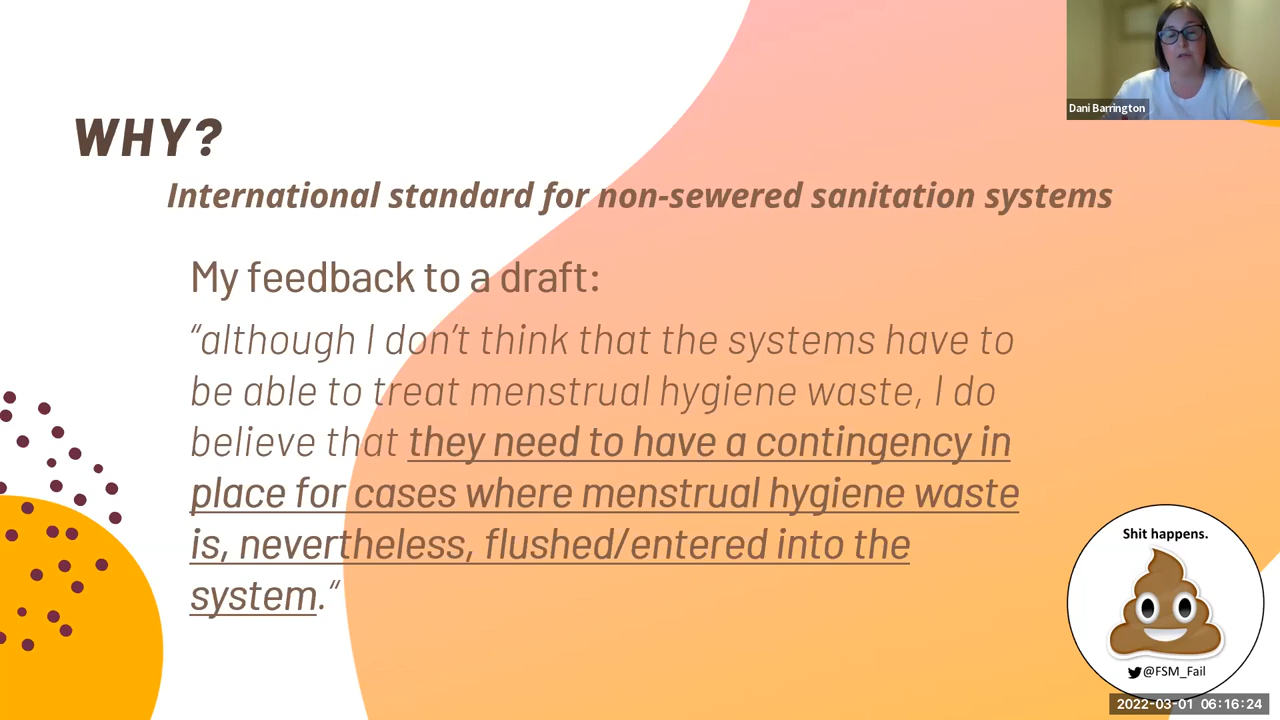 Dani Barrington
WHY?
International standard for non-sewered sanitation systems
My feedback to a draft:
“although I don’t think that the systems have to
be able to treat menstrual hygiene waste, I do
believe that they need to have a contingency in
place for cases where menstrual hygiene waste
is, nevertheless, flushed/entered into the
system.“
Shit happens.
@FSM_Fail
2022-03-01 06:16:24